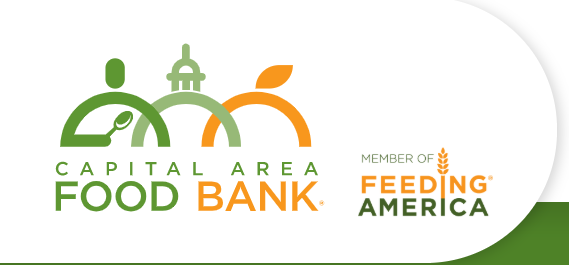 CAPITAL AREA
FOOD BANK®
MEMBER OF
FEEDING®
AMERICA